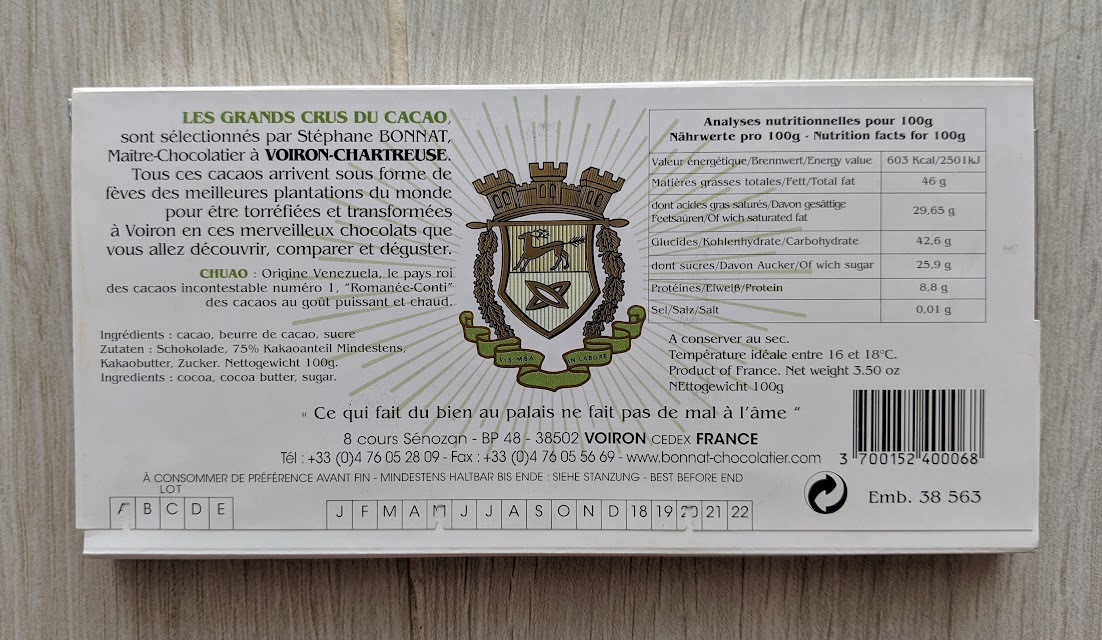 LES GRANDS CRUS DU CACAO,
sont sélectionnés par Stéphane BONNAT,
Maître-Chocolatier à VOIRON-CHARTREUSE.
Tous ces cacaos arrivent sous forme de
fèves des meilleures plantations du monde
pour être torréfiées et transformées
à Voiron en ces merveilleux chocolats que
vous allez découvrir, comparer et déguster.
CHUAO : Origine Venezuela, le pays roi
des cacaos incontestable numéro 1, "Romanée-Conti"
des cacaos au goût puissant et chaud.
Ingrédients : cacao, beurre de cacao, sucre
Zutaten : Schokolade, 75% Kakaoanteil Mindestens,
Kakaobutter, Zucker. Nettogewicht 100g.
Ingredients : cocoa, cocoa butter, sugar.
VIS MEA IN LABORE
Analyses nutritionnelles pour 100g
Nährwerte pro 100g - Nutrition facts for 100g
Valeur énergétique/Brennwert/Energy value 603 Kcal/2501kJ
Matières grasses totales/Fett/Total fat 46 g
dont acides gras saturés/Davon gesättige
Feetsäuren/Of wich saturated fat 29,65 g
Glucides/Kohlenhydrate/Carbohydrate 42,6 g
dont sucres/Davon Aucker/Of wich sugar 25,9 g
Protéines/Eiweiß/Protein 8,8 g
Sel/Salz/Salt 0,01 g
A conserver au sec.
Température idéale entre 16 et 18°C.
Product of France. Net weight 3.50 oz
NEttogewicht 100g
" Ce qui fait du bien au palais ne fait pas de mal à l'âme "
8 cours Sénozan - BP 48 - 38502 VOIRON CEDEX FRANCE
Tél : +33 (0)4 76 05 28 09 - Fax : +33 (0)4 76 05 56 69 - www.bonnat-chocolatier.com
3 700152 400068
À CONSOMMER DE PRÉFÉRENCE AVANT FIN - MINDESTENS HALTBAR BIS ENDE : SIEHE STANZUNG - BEST BEFORE END
LOT
A B C D E
J F M A M J J A S O N D 18 19 20 21 22
Emb. 38 563